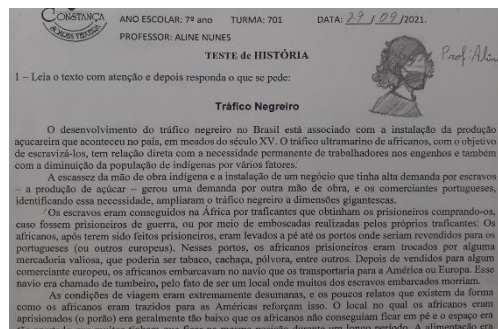 CONSTANÇA
ANO ESCOLAR: 7º ano TURMA: 701 DATA: 27/09/2021.
PROFESSOR: ALINE NUNES
Prof: Aline
TESTE de HISTÓRIA
1 – Leia o texto com atenção e depois responda o que se pede:
Tráfico Negreiro
O desenvolvimento do tráfico negreiro no Brasil está associado com a instalação da produção
açucareira que aconteceu no país, em meados do século XV. O tráfico ultramarino de africanos, com o objetivo
de escravizá-los, tem relação direta com a necessidade permanente de trabalhadores nos engenhos e também
com a diminuição da população de indígenas por vários fatores.
A escassez da mão de obra indígena e a instalação de um negócio que tinha alta demanda por escravos
– a produção de açúcar – gerou uma demanda por outra mão de obra, e os comerciantes portugueses,
identificando essa necessidade, ampliaram o tráfico negreiro a dimensões gigantescas.
Os escravos eram conseguidos na África por traficantes que obtinham os prisioneiros comprando-os,
caso fossem prisioneiros de guerra, ou por meio de emboscadas realizadas pelos próprios traficantes. Os
africanos, após terem sido feitos prisioneiros, eram levados a pé até os portos onde seriam revendidos para os
portugueses (ou outros europeus). Nesses portos, os africanos prisioneiros eram trocados por alguma
mercadoria valiosa, que poderia ser tabaco, cachaça, pólvora, entre outros. Depois de vendidos para algum
comerciante europeu, os africanos embarcavam no navio que os transportaria para a América ou Europa. Esse
navio era chamado de tumbeiro, pelo fato de ser um local onde muitos dos escravos embarcados morriam.
As condições de viagem eram extremamente desumanas, e os poucos relatos que existem da forma
como os africanos eram trazidos para as Américas reforçam isso. O local no qual os africanos eram
aprisionados (o porão) era geralmente tão baixo que os africanos não conseguiam ficar em pé e o espaço era